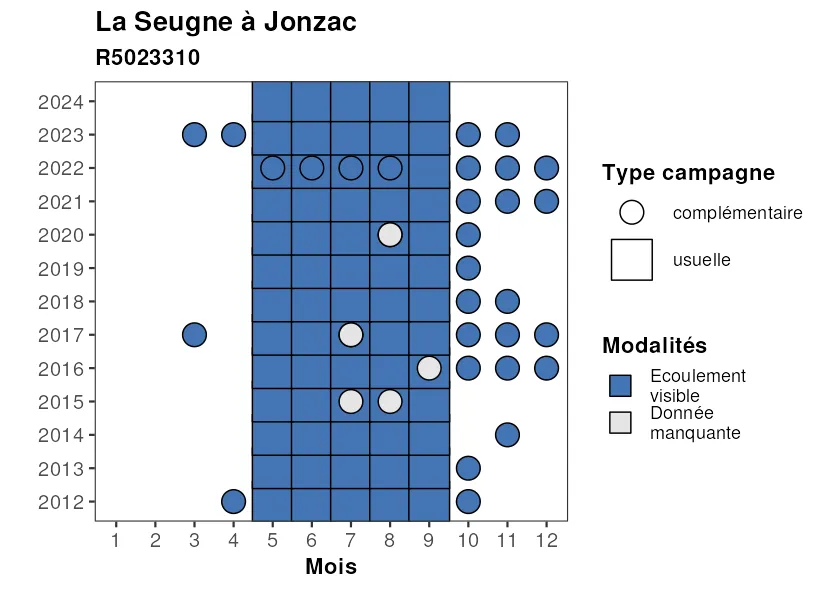 La Seugne à Jonzac
R5023310
2024
2023
2022
2021
2020
2019
2018
2017
2016
2015
2014
2013
2012
1 2 3 4 5 6 7 8 9 10 11 12
Mois
Type campagne
complémentaire
usuelle
Modalités
Ecoulement
visible
Donnée
manquante